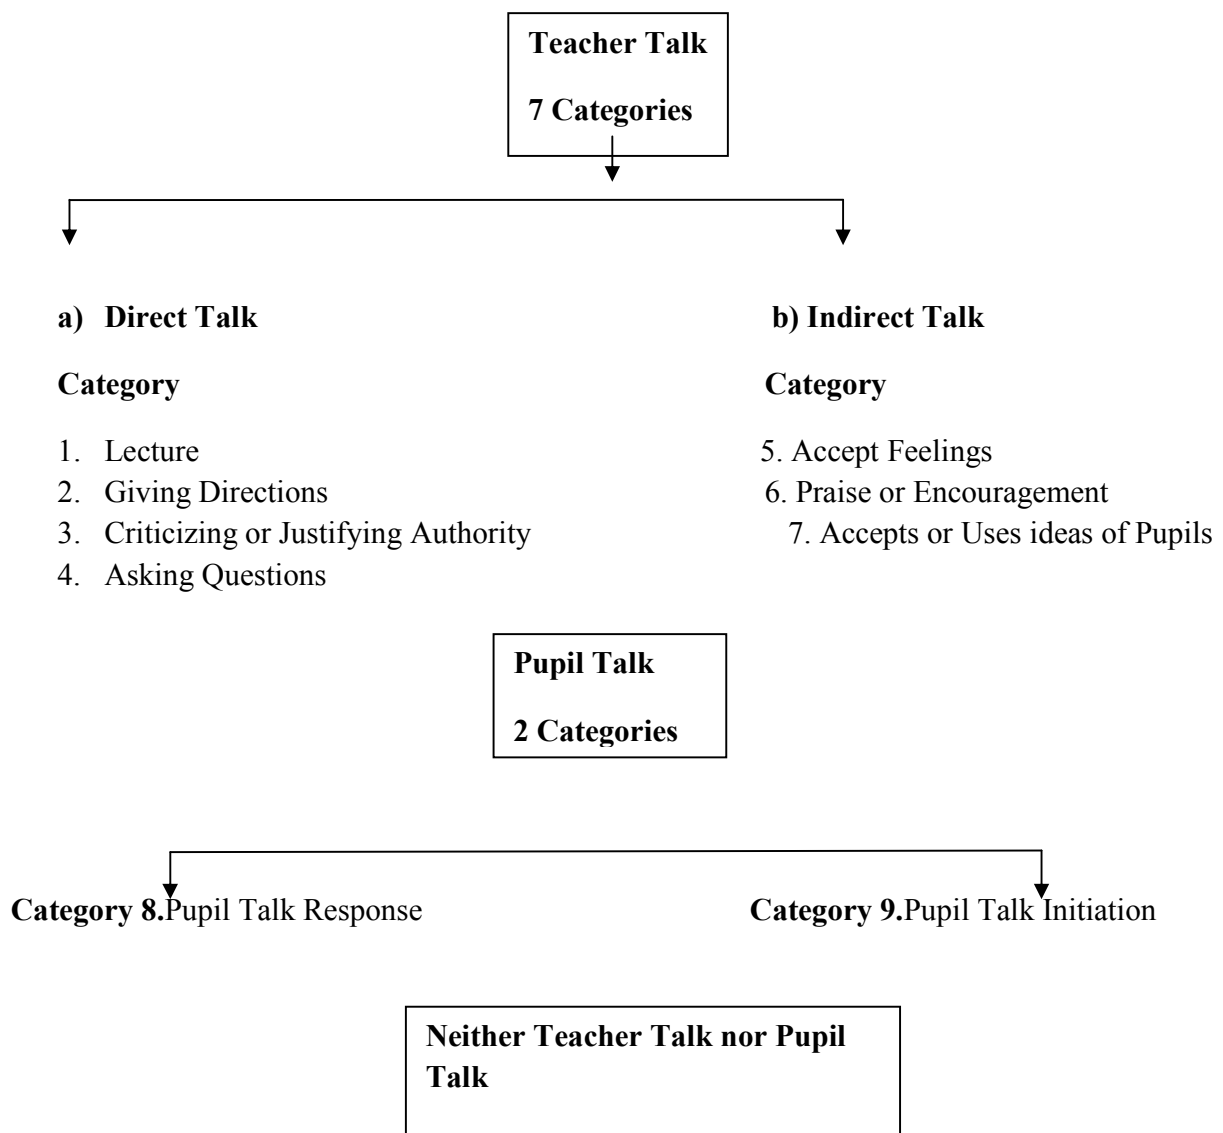 Teacher Talk
7 Categories
a) Direct Talk
Category
1. Lecture
2. Giving Directions
3. Criticizing or Justifying Authority
4. Asking Questions
b) Indirect Talk
Category
5. Accept Feelings
6. Praise or Encouragement
7. Accepts or Uses ideas of Pupils
Pupil Talk
2 Categories
Category 8.Pupil Talk Response
Category 9.Pupil Talk Initiation
Neither Teacher Talk nor Pupil
Talk